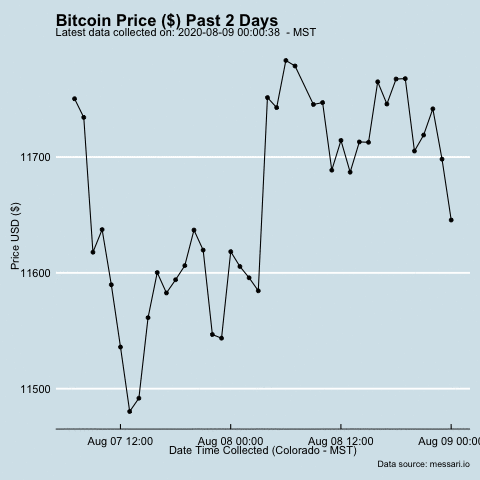 Bitcoin Price ($) Past 2 Days
Latest data collected on: 2020-08-09 00:00:38 - MST
11700
11600
11500
Price USD ($)
Aug 07 12:00 Aug 08 00:00 Aug 08 12:00 Aug 09 00:00
Date Time Collected (Colorado - MST)
Data source: messari.io